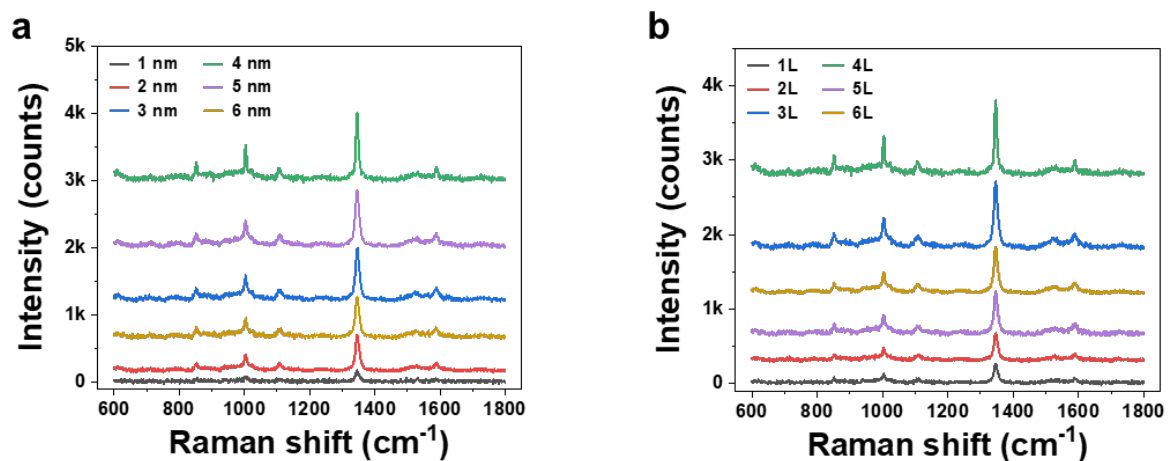 a
5k
4k
3k
2k
1k
0
1 nm 4 nm
2 nm 5 nm
3 nm 6 nm
600 800 1000 1200 1400 1600 1800
Raman shift (cm⁻¹)
Intensity (counts)
b
4k
3k
2k
1k
0
1L 4L
2L 5L
3L 6L
600 800 1000 1200 1400 1600 1800
Raman shift (cm⁻¹)
Intensity (counts)